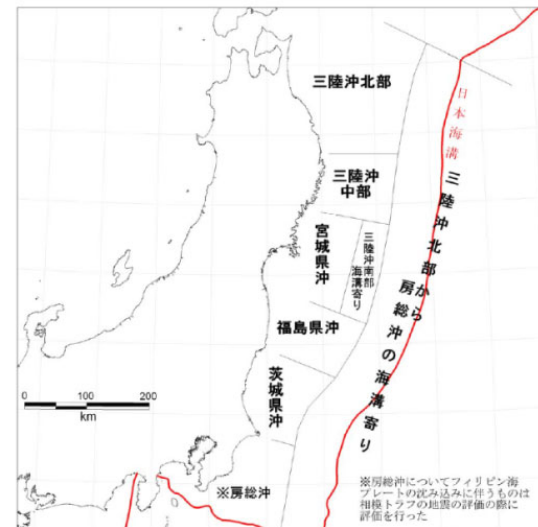 三陸沖北部
日本海溝
三陸沖
中部
三陸沖北部から
房総沖の海溝寄り
宮城県沖
三陸沖南部
海溝寄り
福島県沖
茨城県沖
0 100 200
km
※房総沖
※房総沖についてフィリピン海
プレートの沈み込みに伴うものは
相模トラフの地震の評価の際に
評価を行った